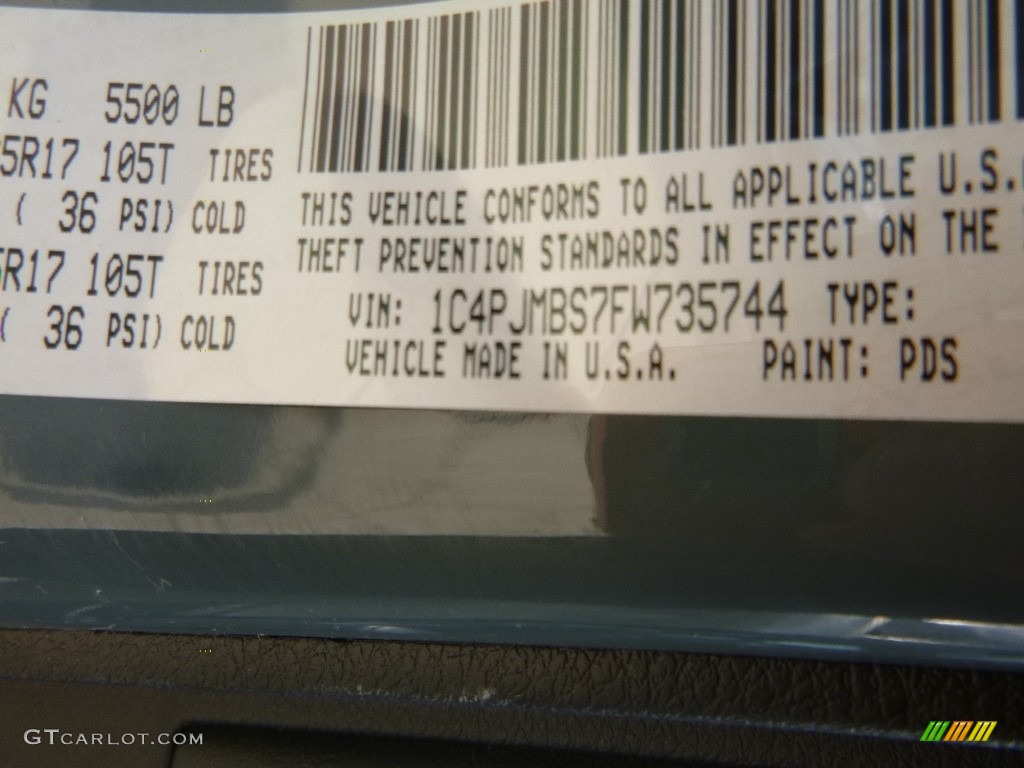 KG 5500 LB
5R17 105T TIRES
( 36 PSI) COLD
5R17 105T TIRES
( 36 PSI) COLD
THIS VEHICLE CONFORMS TO ALL APPLICABLE U.S.
THEFT PREVENTION STANDARDS IN EFFECT ON THE
VIN: 1C4PJMBS7FW735744 TYPE:
VEHICLE MADE IN U.S.A. PAINT: PDS
GTCARLOT.COM